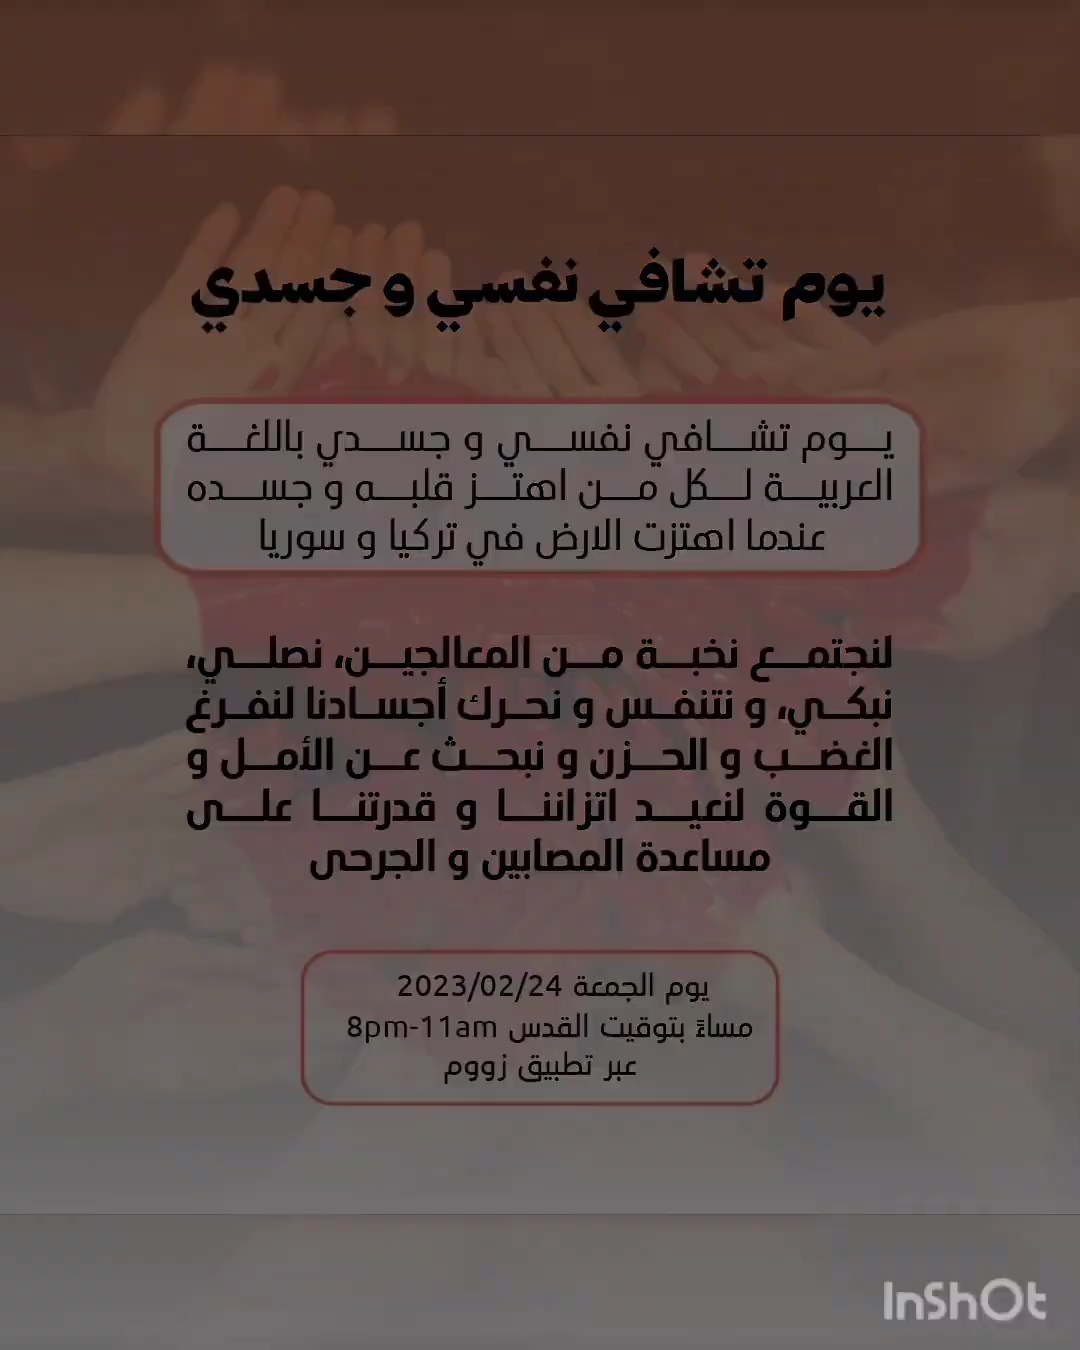 يوم تشافي نفسي و جسدي
يوم تشافي نفسي و جسدي باللغة
العربية لكل من اهتز قلبه و جسده
عندما اهتزت الارض في تركيا و سوريا
لنجتمع نخبة من المعالجين، نصلي،
نبكي، و نتنفس و نحرك أجسادنا لنفرغ
الغضب و الحزن و نبحث عن الأمل و
القوة لنعيد اتزاننا و قدرتنا على
مساعدة المصابين و الجرحى
يوم الجمعة 2023/02/24
مساءً بتوقيت القدس 8pm-11am
عبر تطبيق زووم
InShOt